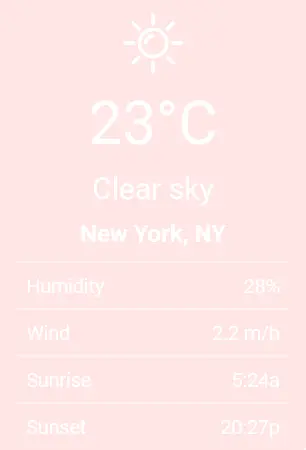 23°C
Clear sky
New York, NY
Humidity 28%
Wind 2.2 m/h
Sunrise 5:24a
Sunset 20:27p